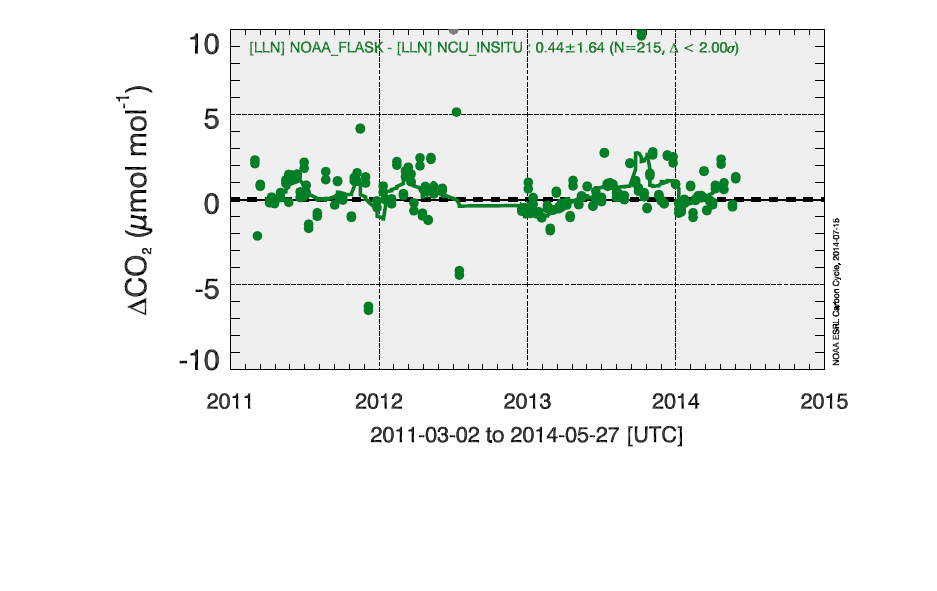 [LLN] NOAA_FLASK - [LLN] NCU_INSITU : 0.44±1.64 (N=215, Δ < 2.00σ)
10
5
0
-5
-10
ΔCO₂ (μmol mol⁻¹)
2011 2012 2013 2014 2015
2011-03-02 to 2014-05-27 [UTC]
NOAA ESRL Carbon Cycle, 2014-07-15